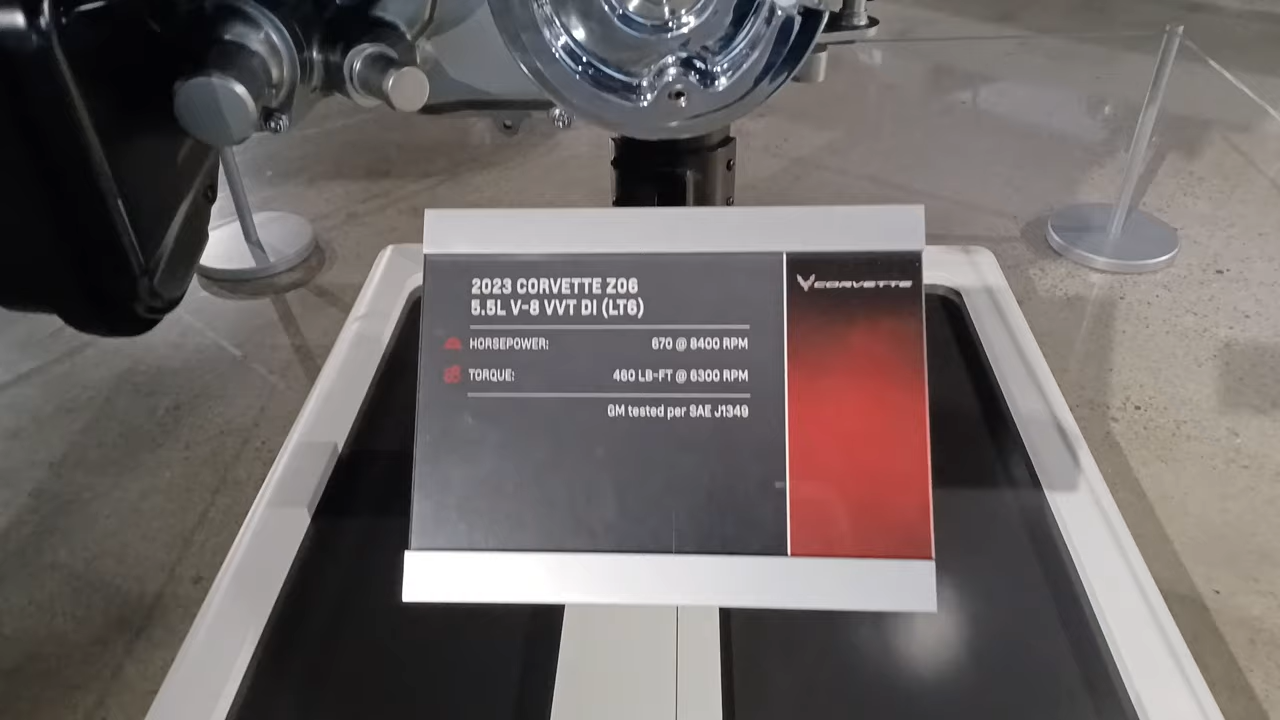 2023 CORVETTE Z06
5.5L V-8 VVT DI (LT6)
CORVETTE
HORSEPOWER: 670 @ 8400 RPM
TORQUE: 460 LB-FT @ 6300 RPM
GM tested per SAE J1349